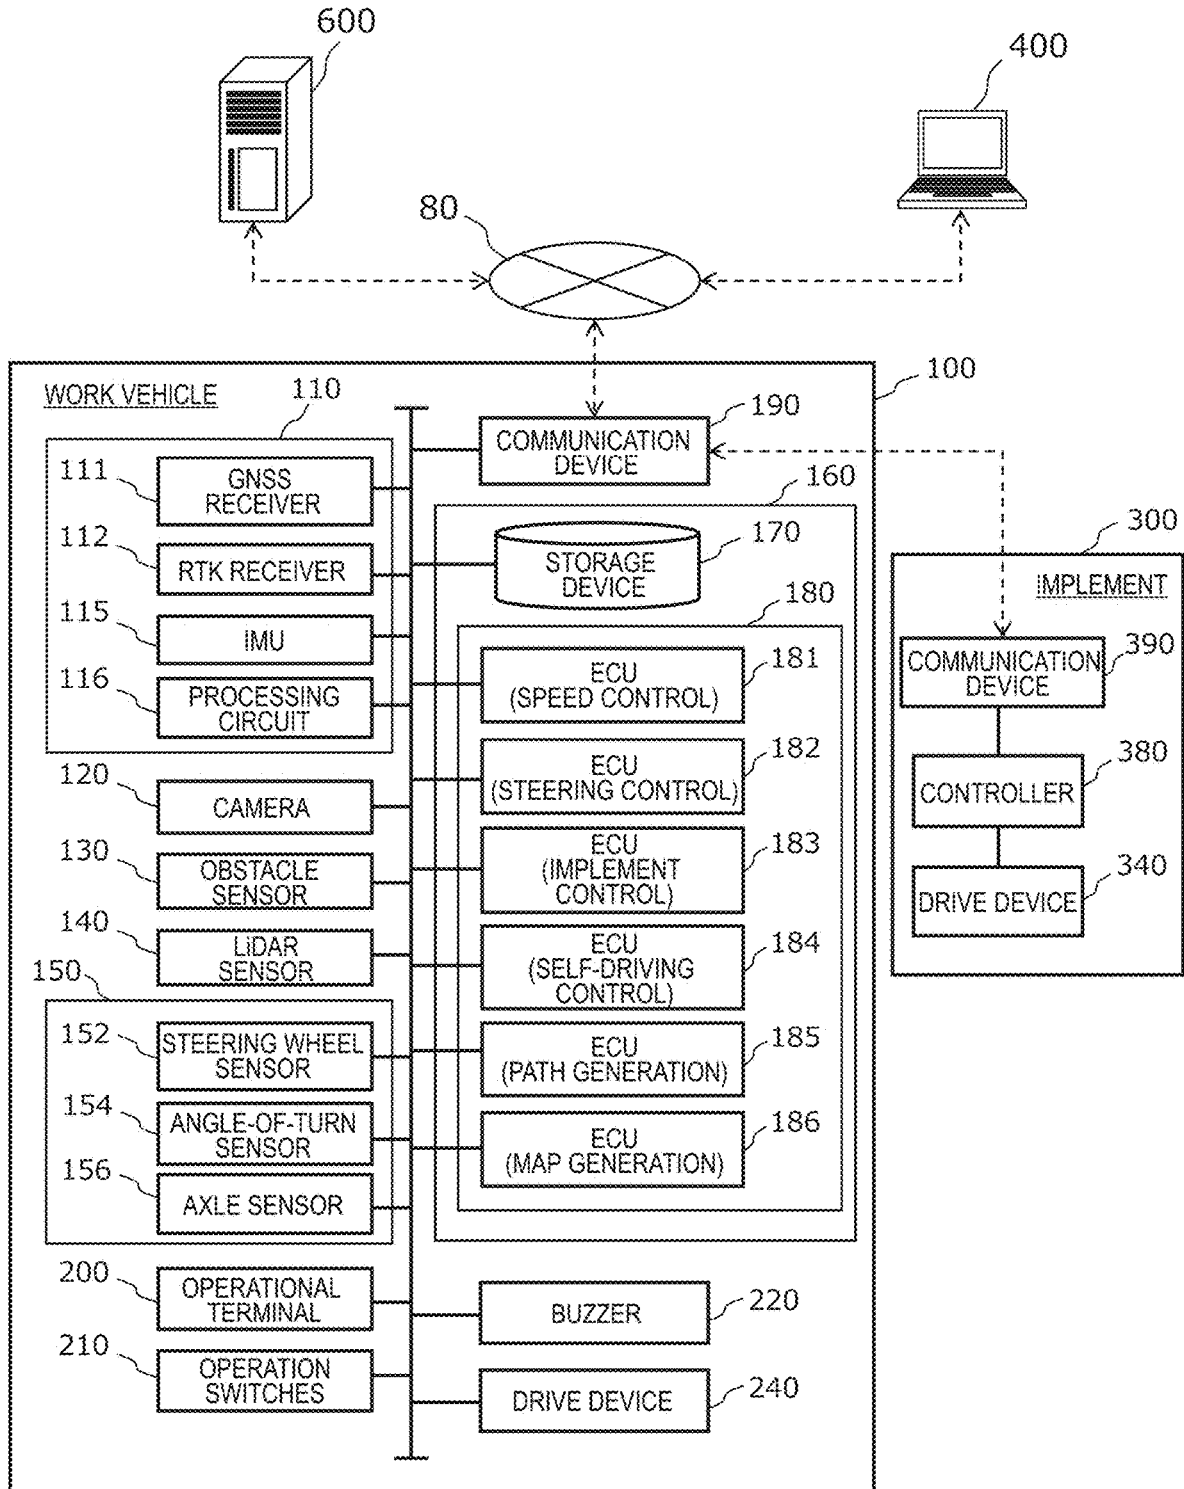 600
400
80
100
WORK VEHICLE
110
190
COMMUNICATION
DEVICE
111
GNSS
RECEIVER
160
112
RTK RECEIVER
170
STORAGE
DEVICE
300
IMPLEMENT
115
IMU
180
116
PROCESSING
CIRCUIT
181
ECU
(SPEED CONTROL)
390
COMMUNICATION
DEVICE
120
CAMERA
182
ECU
(STEERING CONTROL)
380
CONTROLLER
130
OBSTACLE
SENSOR
183
ECU
(IMPLEMENT
CONTROL)
340
DRIVE DEVICE
140
LiDAR
SENSOR
184
ECU
(SELF-DRIVING
CONTROL)
150
152
STEERING WHEEL
SENSOR
185
ECU
(PATH GENERATION)
154
ANGLE-OF-TURN
SENSOR
186
ECU
(MAP GENERATION)
156
AXLE SENSOR
200
OPERATIONAL
TERMINAL
220
BUZZER
210
OPERATION
SWITCHES
240
DRIVE DEVICE